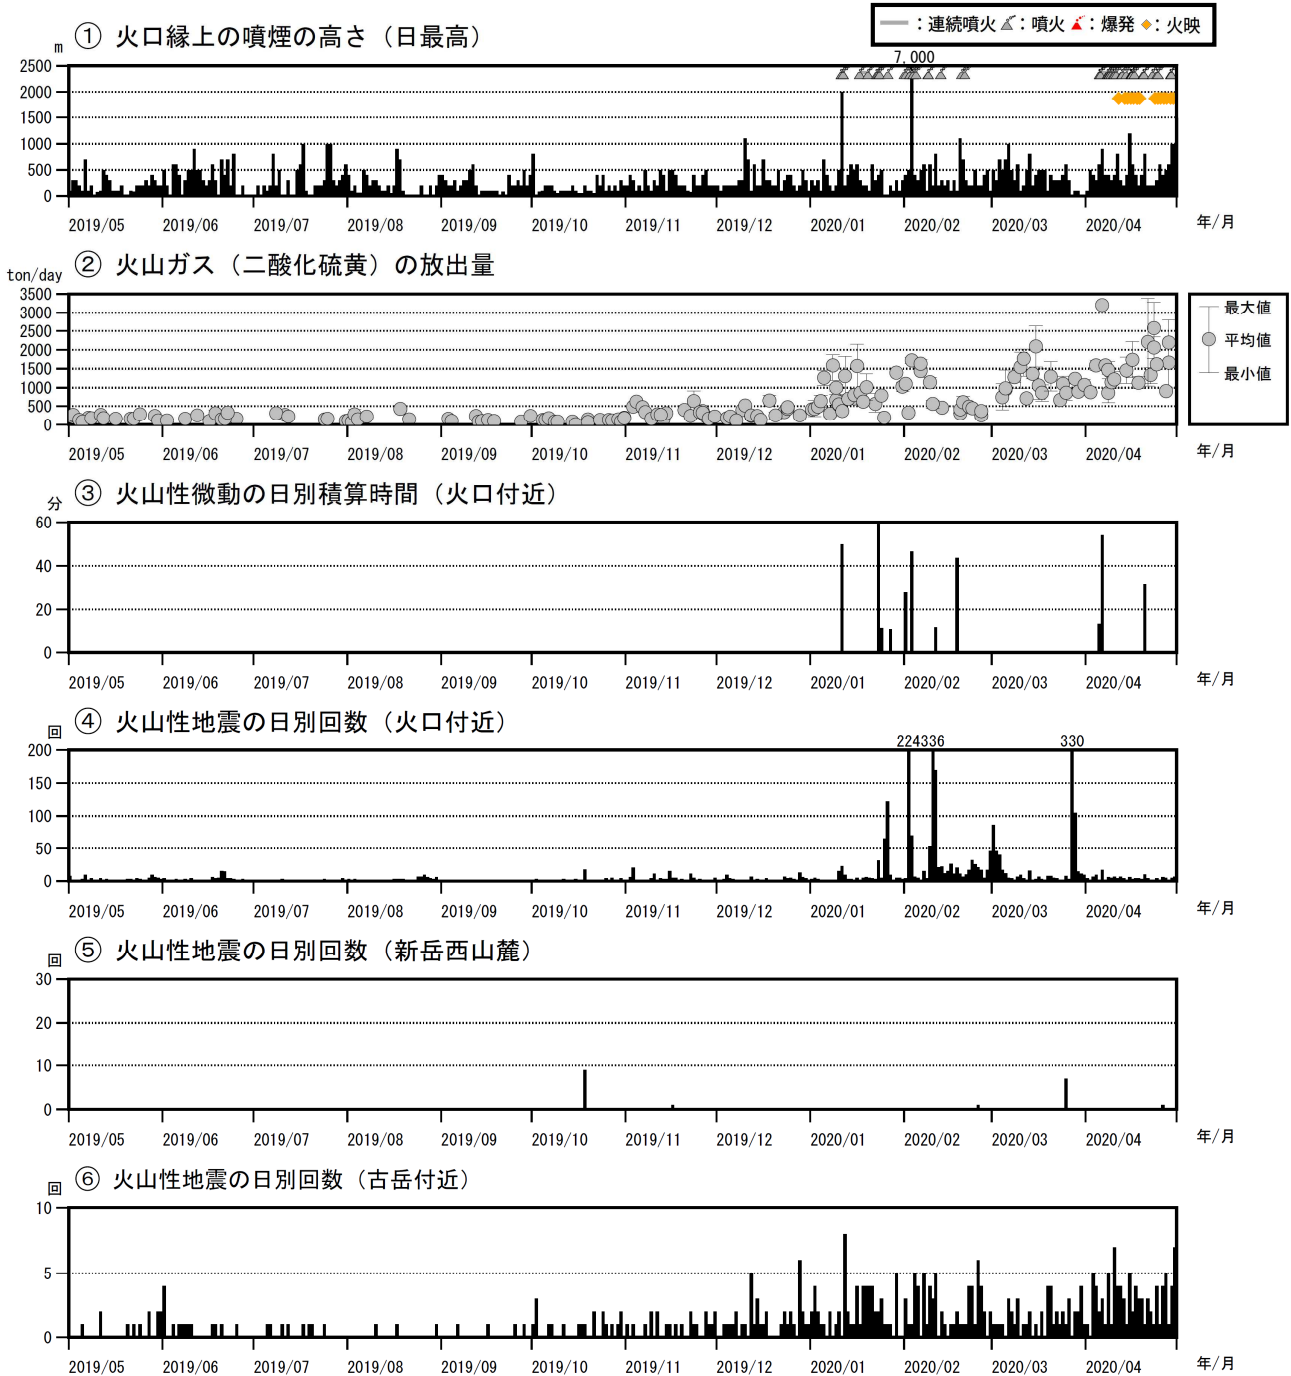 ：連続噴火 ：噴火 ：爆発 ：火映
① 火口縁上の噴煙の高さ（日最高）
m
7,000
2500
2000
1500
1000
500
0
2019/05 2019/06 2019/07 2019/08 2019/09 2019/10 2019/11 2019/12 2020/01 2020/02 2020/03 2020/04 年/月
② 火山ガス（二酸化硫黄）の放出量
ton/day
3500
3000
2500
2000
1500
1000
500
0
最大値
平均値
最小値
2019/05 2019/06 2019/07 2019/08 2019/09 2019/10 2019/11 2019/12 2020/01 2020/02 2020/03 2020/04 年/月
③ 火山性微動の日別積算時間（火口付近）
分
60
40
20
0
2019/05 2019/06 2019/07 2019/08 2019/09 2019/10 2019/11 2019/12 2020/01 2020/02 2020/03 2020/04 年/月
④ 火山性地震の日別回数（火口付近）
回
224336 330
200
150
100
50
0
2019/05 2019/06 2019/07 2019/08 2019/09 2019/10 2019/11 2019/12 2020/01 2020/02 2020/03 2020/04 年/月
⑤ 火山性地震の日別回数（新岳西山麓）
回
30
20
10
0
2019/05 2019/06 2019/07 2019/08 2019/09 2019/10 2019/11 2019/12 2020/01 2020/02 2020/03 2020/04 年/月
⑥ 火山性地震の日別回数（古岳付近）
回
10
5
0
2019/05 2019/06 2019/07 2019/08 2019/09 2019/10 2019/11 2019/12 2020/01 2020/02 2020/03 2020/04 年/月